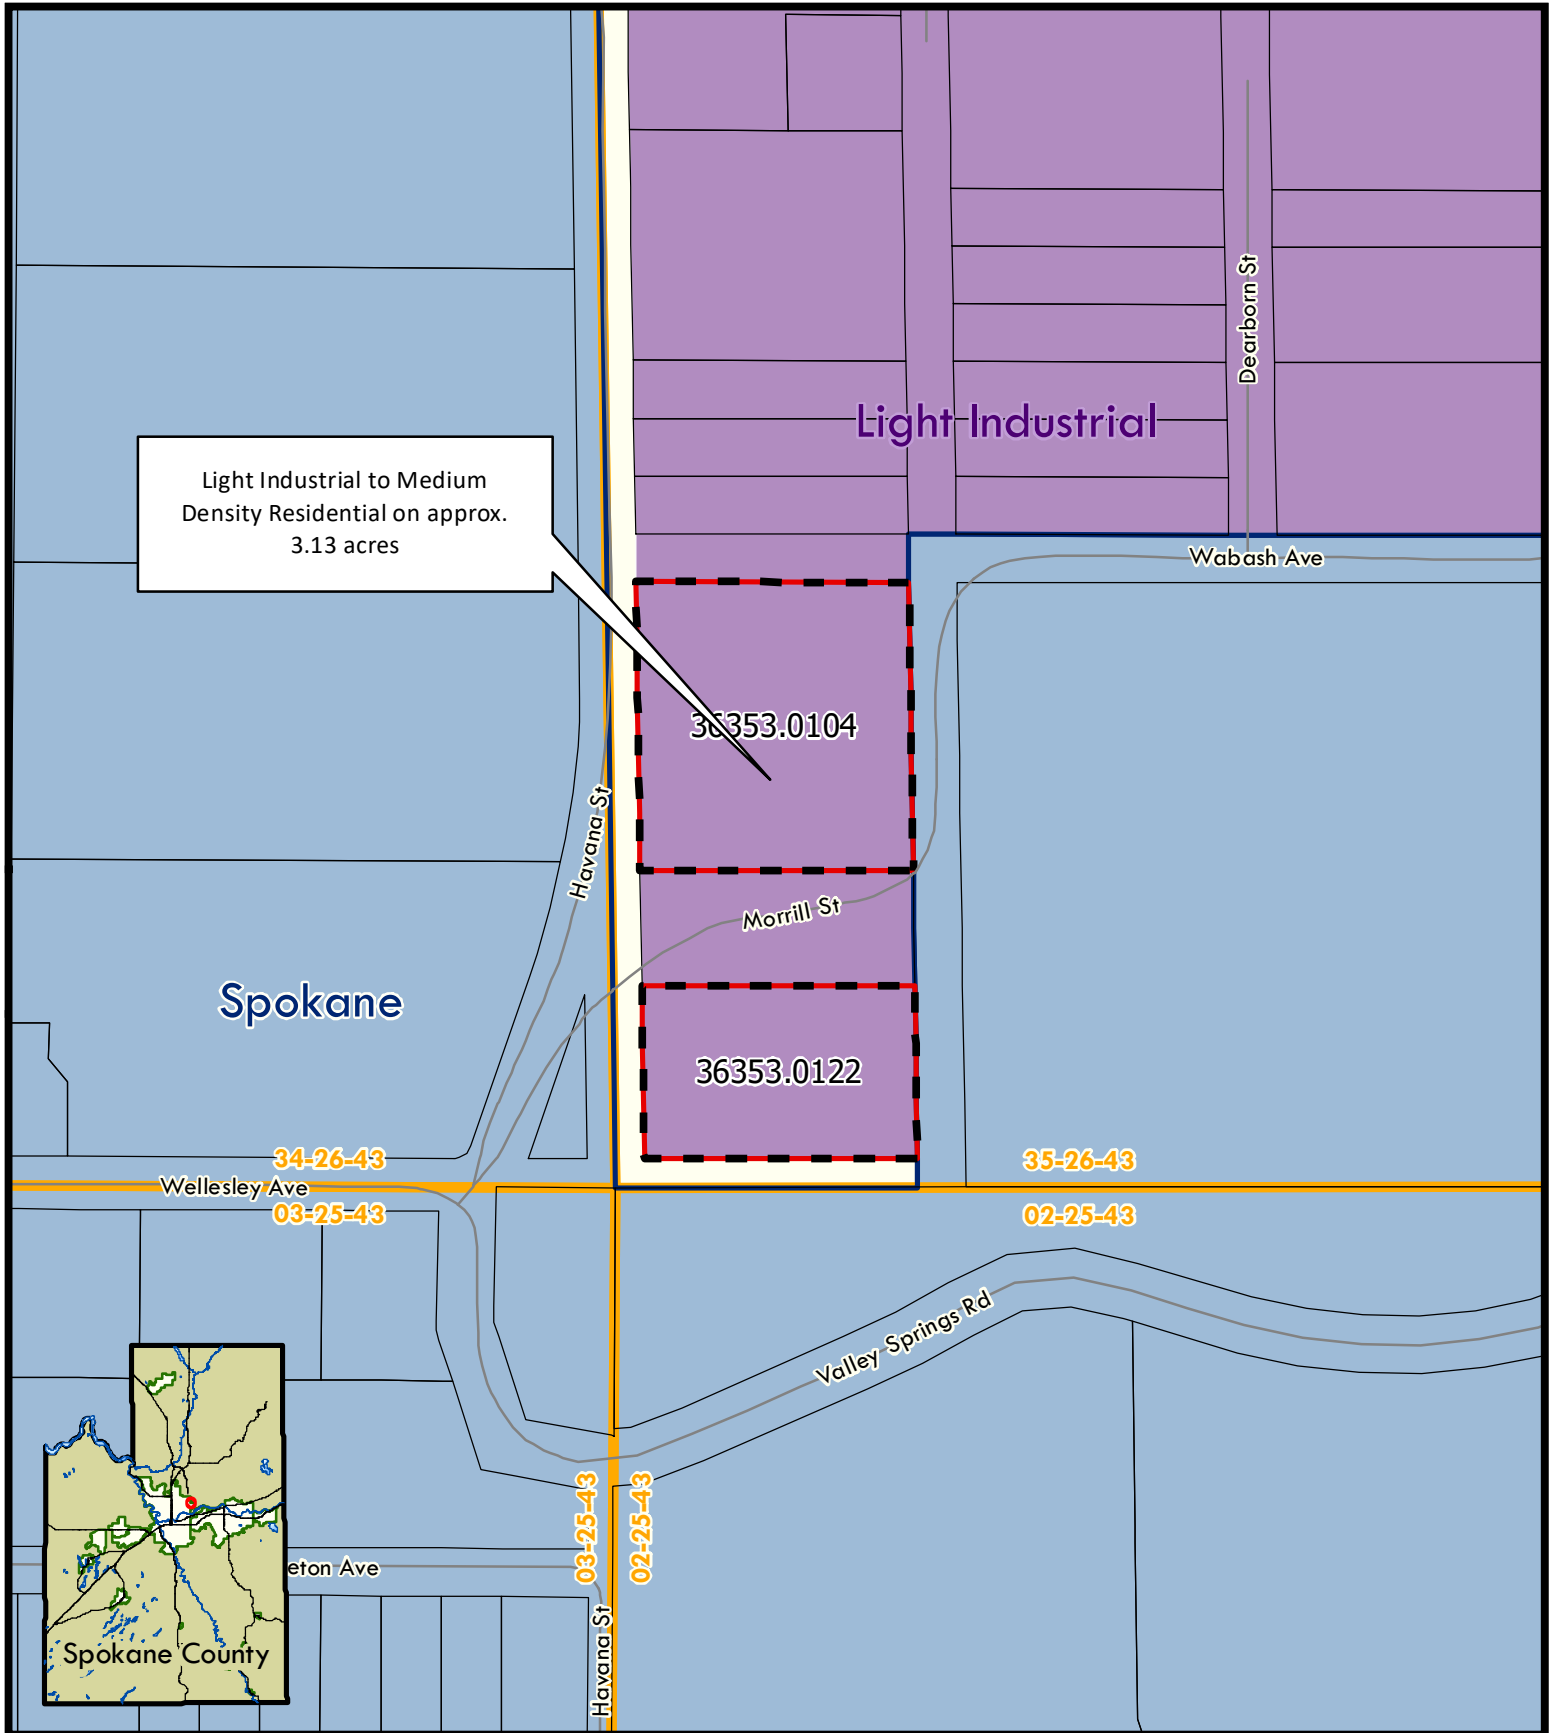 Dearborn St
Light Industrial
Light Industrial to Medium
Density Residential on approx.
3.13 acres
Wabash Ave
36353.0104
Havana St
Morrill St
Spokane
36353.0122
34-26-43
35-26-43
Wellesley Ave
03-25-43
02-25-43
Valley Springs Rd
03-25-43
02-25-43
eton Ave
Havana St
Spokane County